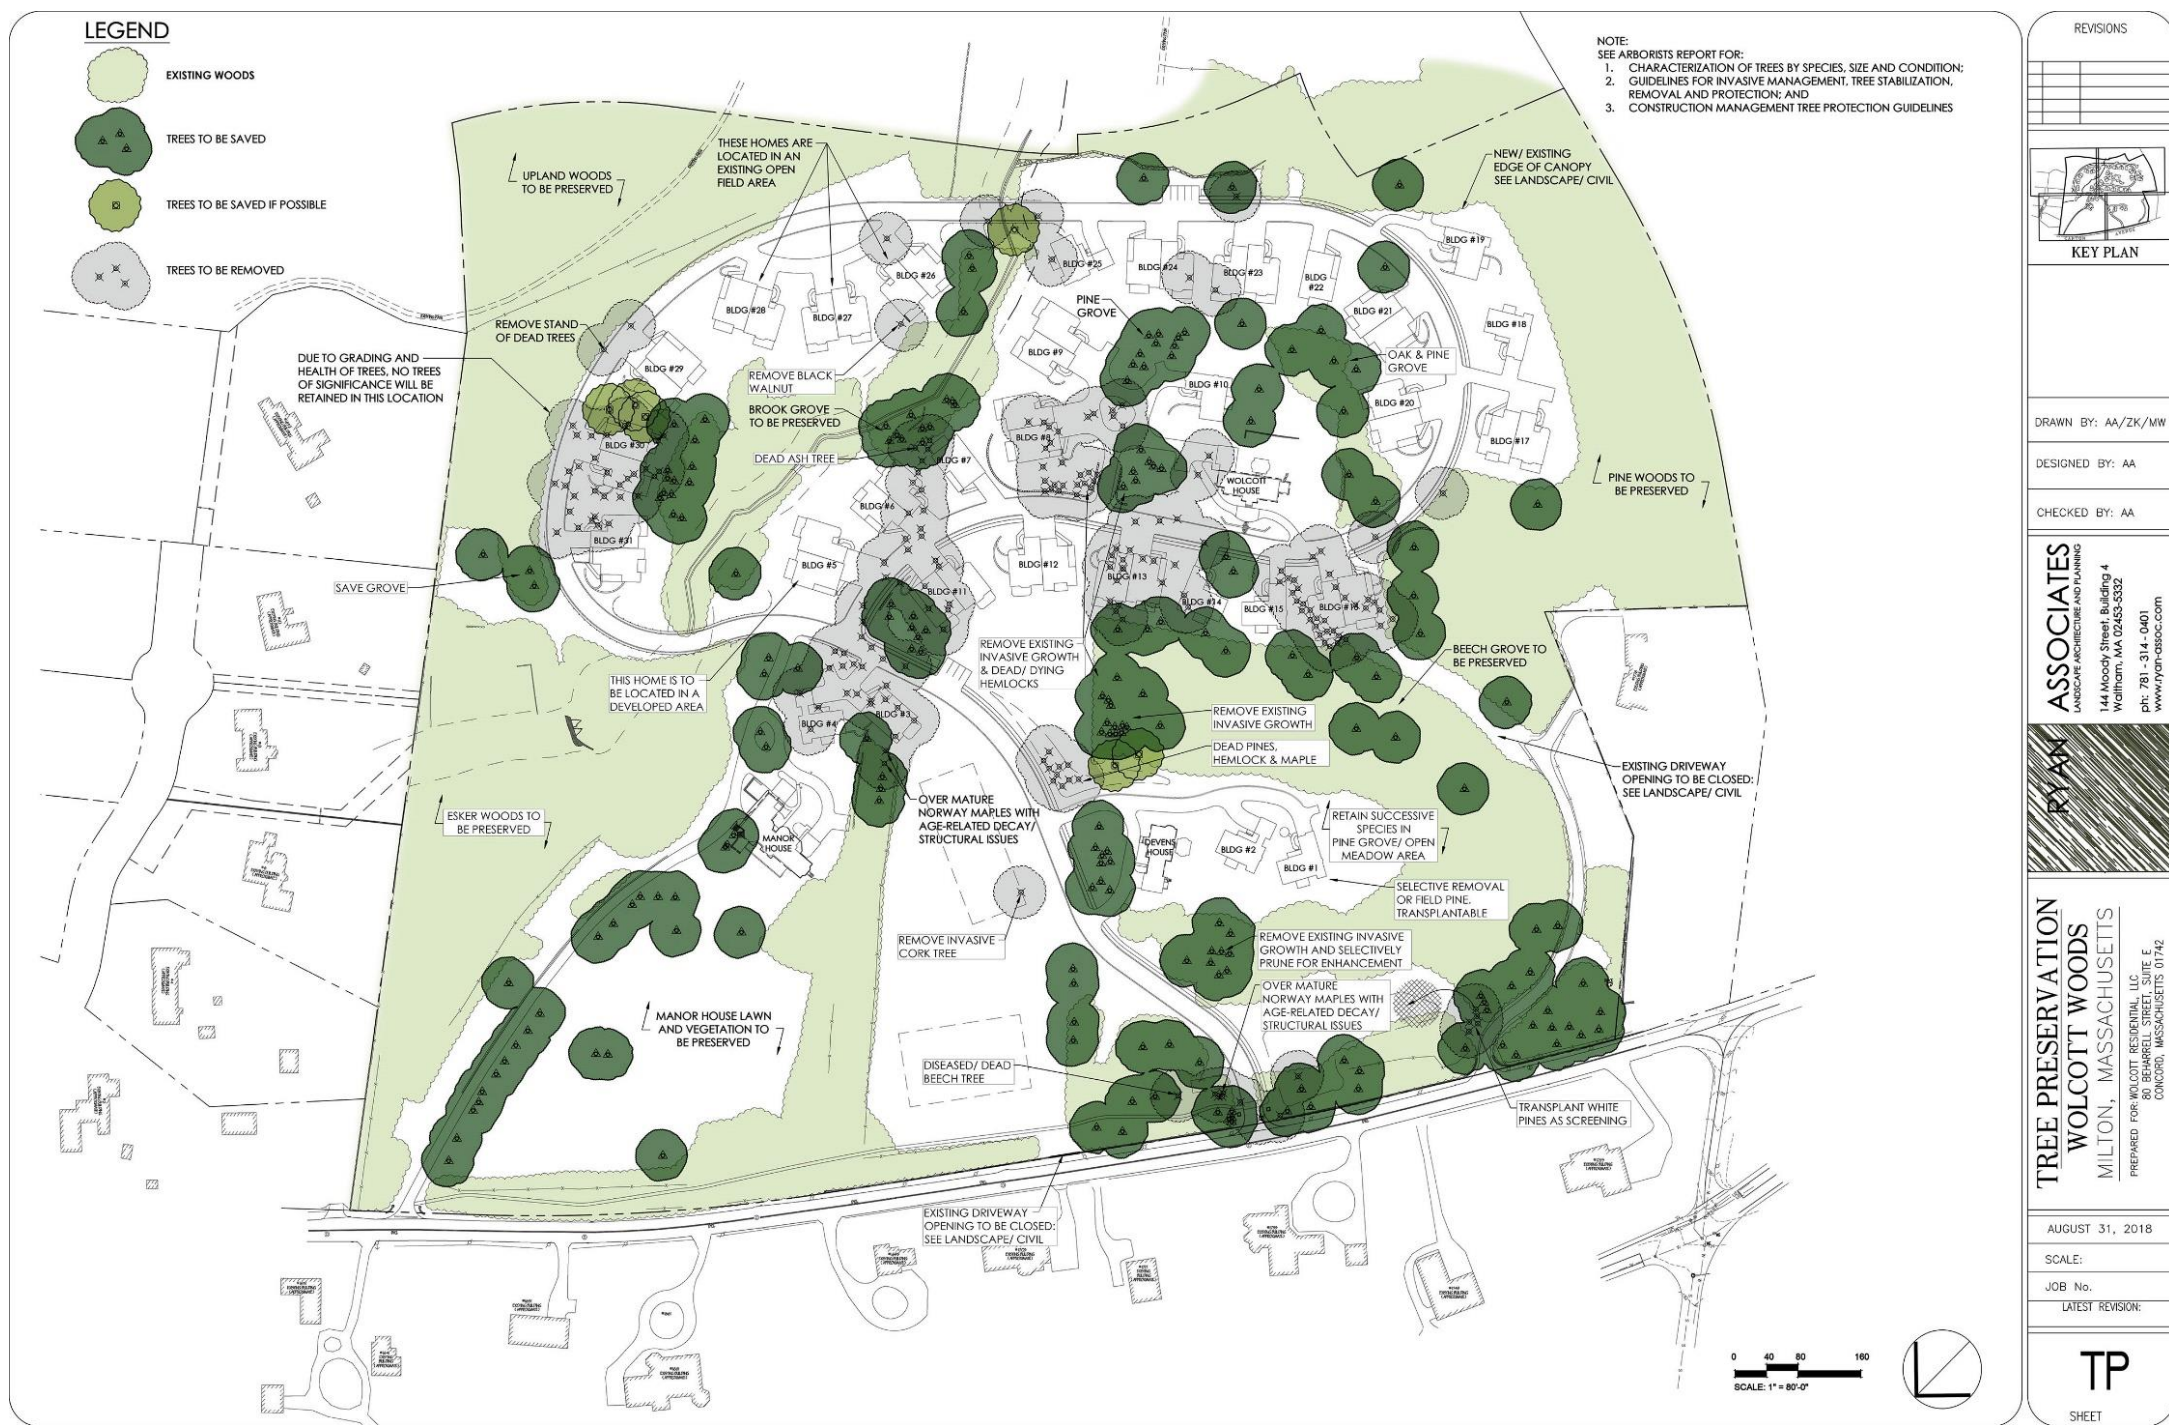 LEGEND
EXISTING WOODS
TREES TO BE SAVED
TREES TO BE SAVED IF POSSIBLE
TREES TO BE REMOVED
NOTE:
SEE ARBORISTS REPORT FOR:
1. CHARACTERIZATION OF TREES BY SPECIES, SIZE AND CONDITION;
2. GUIDELINES FOR INVASIVE MANAGEMENT, TREE STABILIZATION,
REMOVAL AND PROTECTION; AND
3. CONSTRUCTION MANAGEMENT TREE PROTECTION GUIDELINES
UPLAND WOODS
TO BE PRESERVED
THESE HOMES ARE
LOCATED IN AN
EXISTING OPEN
FIELD AREA
NEW/ EXISTING
EDGE OF CANOPY
SEE LANDSCAPE/ CIVIL
BLDG #19
BLDG #25
BLDG #24
BLDG #23
BLDG
#22
BLDG #26
BLDG #28
BLDG #27
BLDG #21
BLDG #18
PINE
GROVE
REMOVE STAND
OF DEAD TREES
DUE TO GRADING AND
HEALTH OF TREES, NO TREES
OF SIGNIFICANCE WILL BE
RETAINED IN THIS LOCATION
BLDG #29
BLDG #9
OAK & PINE
GROVE
REMOVE BLACK
WALNUT
BLDG #10
BROOK GROVE
TO BE PRESERVED
BLDG #20
BLDG #30
BLDG #8
BLDG #17
DEAD ASH TREE
BLDG #7
WOLCOTT
HOUSE
PINE WOODS TO
BE PRESERVED
BLDG #6
BLDG #31
BLDG #5
BLDG #12
BLDG #13
SAVE GROVE
BLDG #11
BLDG #14
BLDG #15
BLDG #16
REMOVE EXISTING
INVASIVE GROWTH
& DEAD/ DYING
HEMLOCKS
BEECH GROVE TO
BE PRESERVED
THIS HOME IS TO
BE LOCATED IN A
DEVELOPED AREA
BLDG #4
BLDG #3
REMOVE EXISTING
INVASIVE GROWTH
DEAD PINES,
HEMLOCK & MAPLE
EXISTING DRIVEWAY
OPENING TO BE CLOSED:
SEE LANDSCAPE/ CIVIL
OVER MATURE
NORWAY MAPLES WITH
AGE-RELATED DECAY/
STRUCTURAL ISSUES
ESKER WOODS TO
BE PRESERVED
MANOR
HOUSE
DEVENS
HOUSE
BLDG #2
BLDG #1
RETAIN SUCCESSIVE
SPECIES IN
PINE GROVE/ OPEN
MEADOW AREA
SELECTIVE REMOVAL
OR FIELD PINE.
TRANSPLANTABLE
REMOVE INVASIVE
CORK TREE
REMOVE EXISTING INVASIVE
GROWTH AND SELECTIVELY
PRUNE FOR ENHANCEMENT
OVER MATURE
NORWAY MAPLES WITH
AGE-RELATED DECAY/
STRUCTURAL ISSUES
MANOR HOUSE LAWN
AND VEGETATION TO
BE PRESERVED
DISEASED/ DEAD
BEECH TREE
TRANSPLANT WHITE
PINES AS SCREENING
EXISTING DRIVEWAY
OPENING TO BE CLOSED:
SEE LANDSCAPE/ CIVIL
0 40 80 160
SCALE: 1" = 80'-0"
REVISIONS
KEY PLAN
DRAWN BY: AA/ZK/MW
DESIGNED BY: AA
CHECKED BY: AA
RYAN ASSOCIATES
LANDSCAPE ARCHITECTURE AND PLANNING
144 Moody Street, Building 4
Waltham, MA 02453-5332
ph: 781 - 314 - 0401
www.ryan-assoc.com
TREE PRESERVATION
WOLCOTT WOODS
MILTON, MASSACHUSETTS
PREPARED FOR: WOLCOTT RESIDENTIAL, LLC
80 BEHARRELL STREET, SUITE E
CONCORD, MASSACHUSETTS 01742
AUGUST 31, 2018
SCALE:
JOB No.
LATEST REVISION:
TP
SHEET